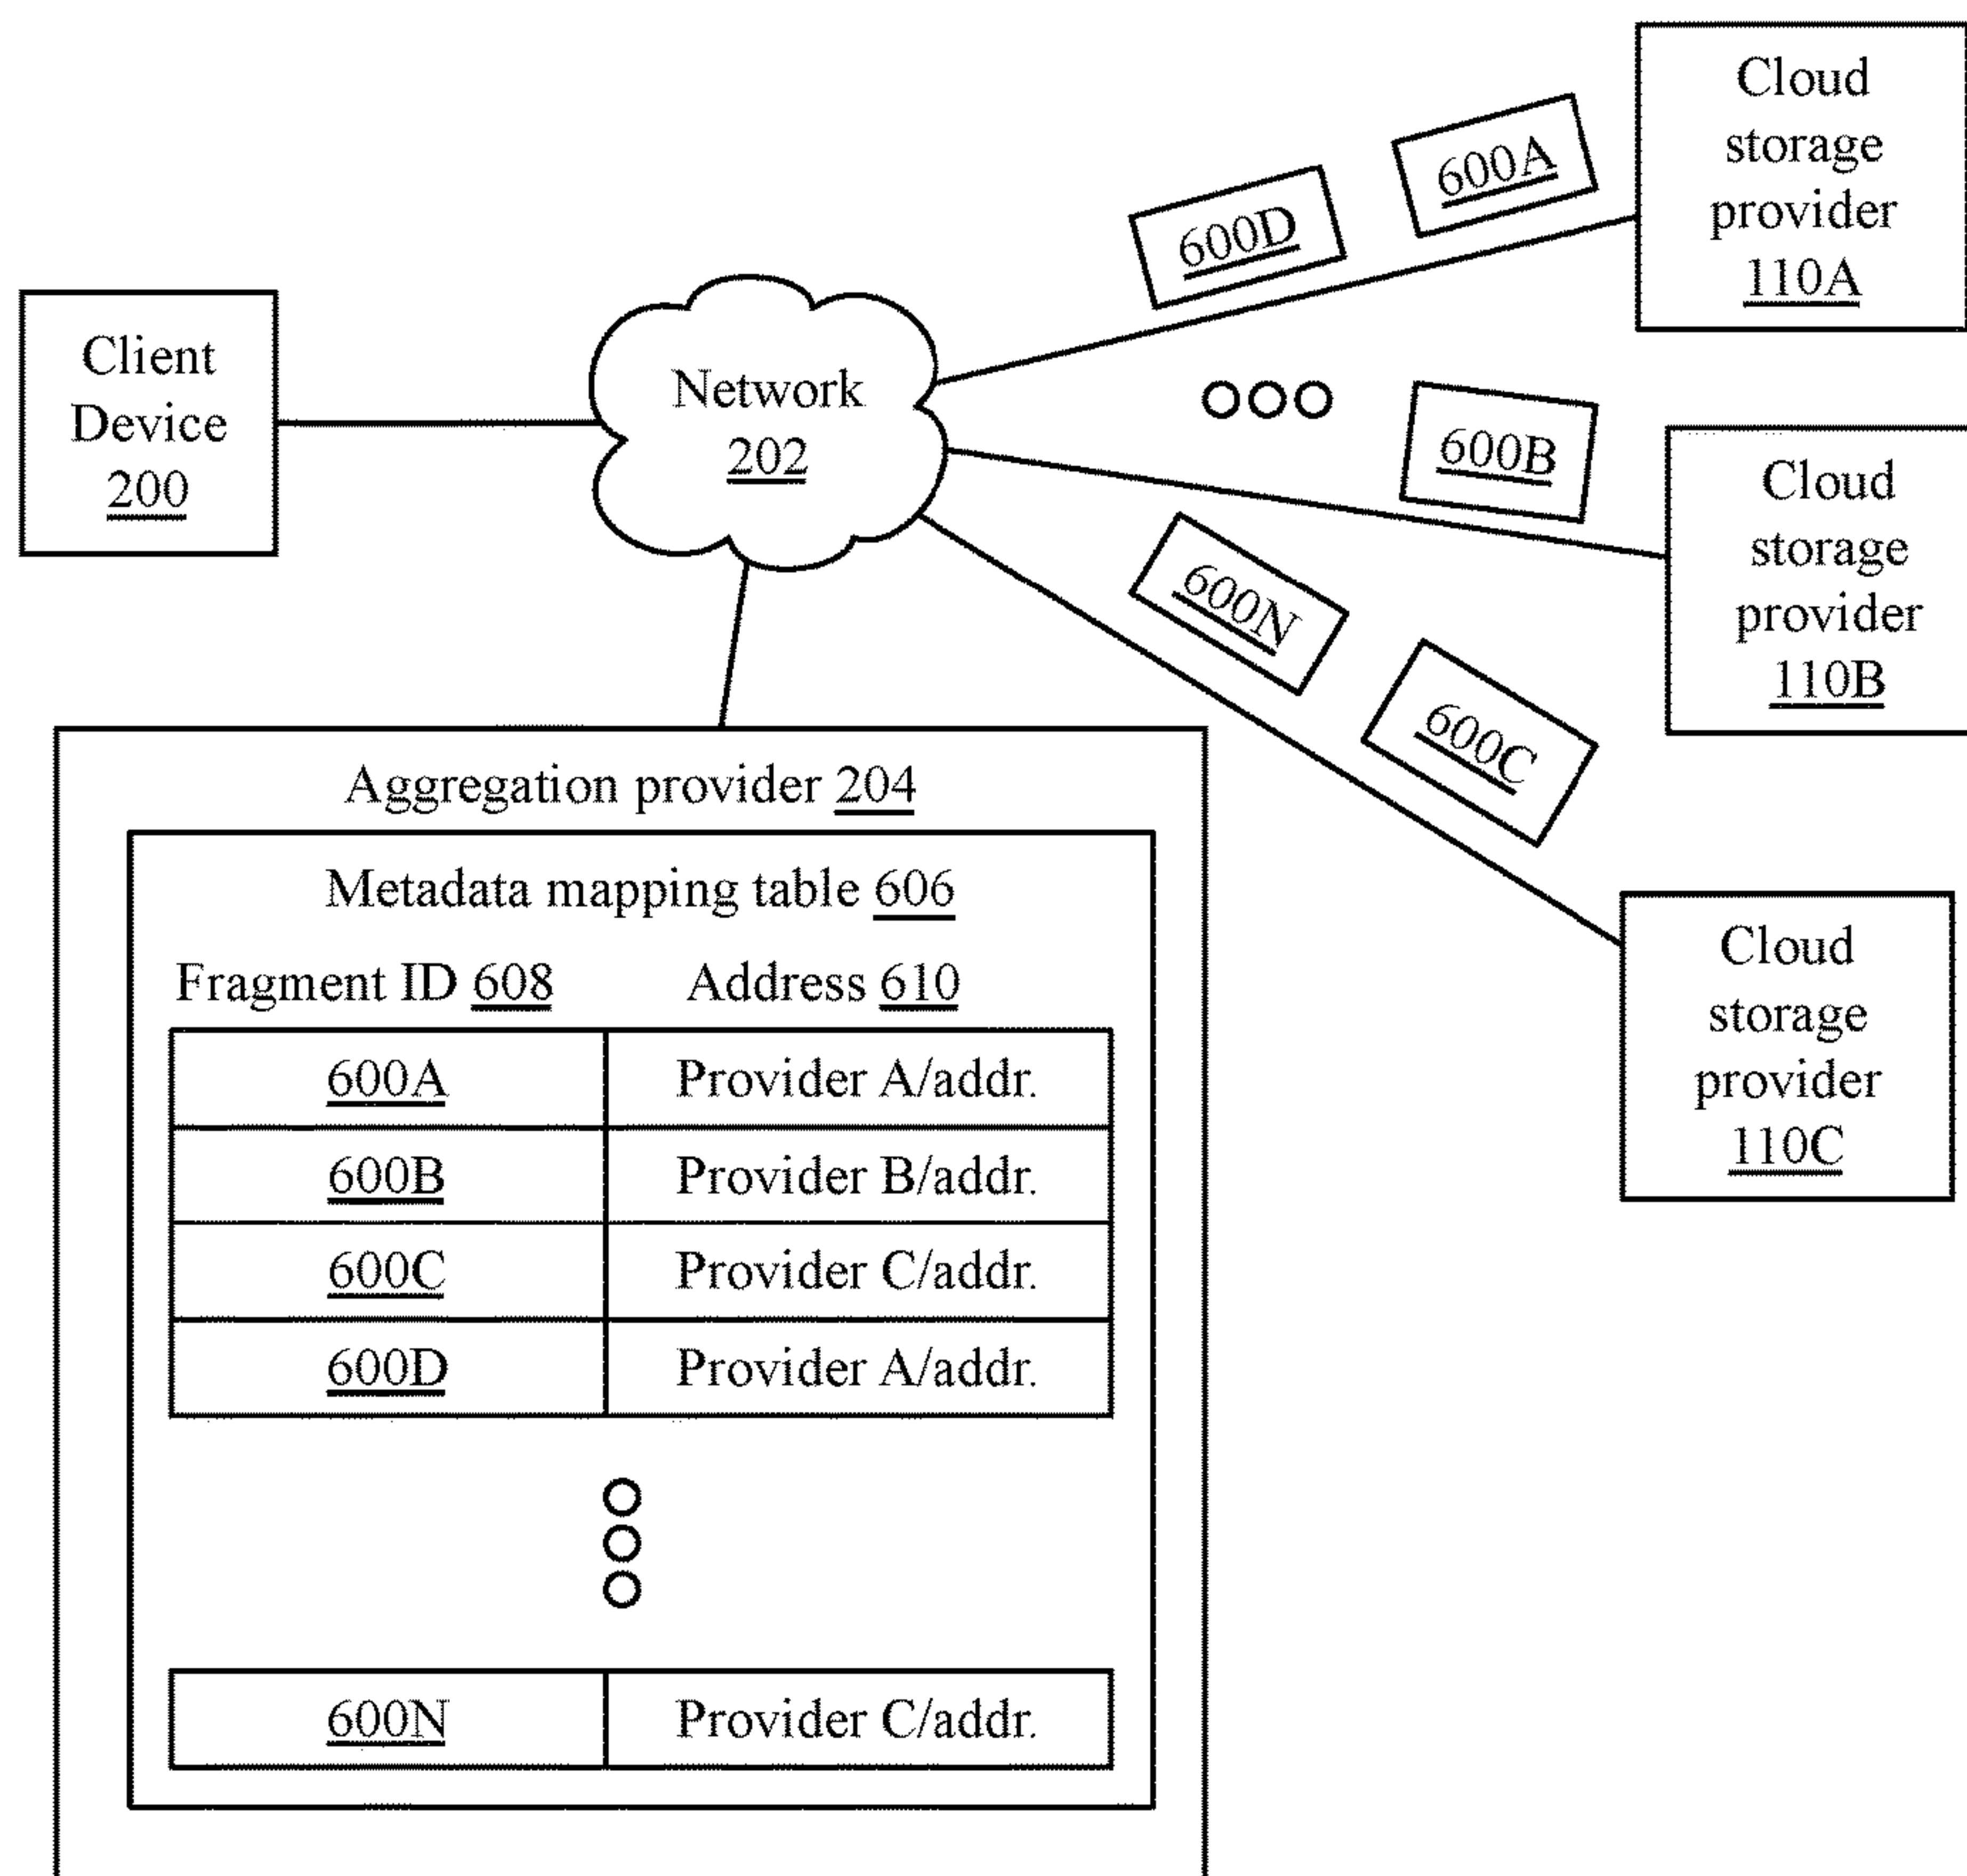 Cloud
storage
provider
110A
600A
600D
Client
Device
200
Network
202
600B
Cloud
storage
provider
110B
600N
600C
Cloud
storage
provider
110C
Aggregation provider 204
Metadata mapping table 606
Fragment ID 608 Address 610
600A Provider A/addr.
600B Provider B/addr.
600C Provider C/addr.
600D Provider A/addr.
600N Provider C/addr.